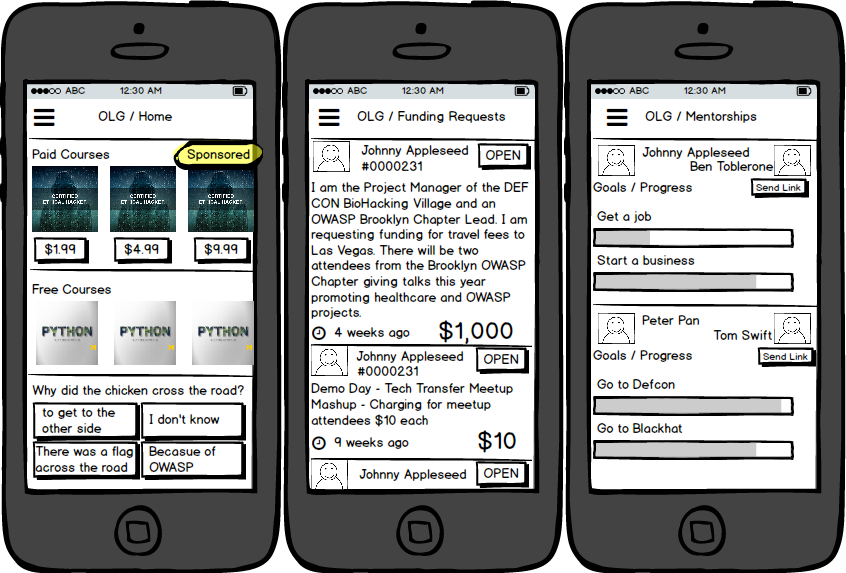 ABC 12:30 AM
OLG / Home
Paid Courses Sponsored
CERTIFIED ETHICAL HACKER CERTIFIED ETHICAL HACKER CERTIFIED ETHICAL HACKER
$1.99 $4.99 $9.99
Free Courses
PYTHON PYTHON PYTHON
Why did the chicken cross the road?
to get to the
other side
I don't know
There was a flag
across the road
Becasue of
OWASP
ABC 12:30 AM
OLG / Funding Requests
Johnny Appleseed
#0000231
OPEN
I am the Project Manager of the DEF
CON BioHacking Village and an
OWASP Brooklyn Chapter Lead. I am
requesting funding for travel fees to
Las Vegas. There will be two
attendees from the Brooklyn OWASP
Chapter giving talks this year
promoting healthcare and OWASP
projects.
4 weeks ago $1,000
Johnny Appleseed
#0000231
OPEN
Demo Day - Tech Transfer Meetup
Mashup - Charging for meetup
attendees $10 each
9 weeks ago $10
Johnny Appleseed OPEN
ABC 12:30 AM
OLG / Mentorships
Johnny Appleseed
Ben Toblerone
Goals / Progress Send Link
Get a job
Start a business
Peter Pan
Tom Swift
Goals / Progress Send Link
Go to Defcon
Go to Blackhat